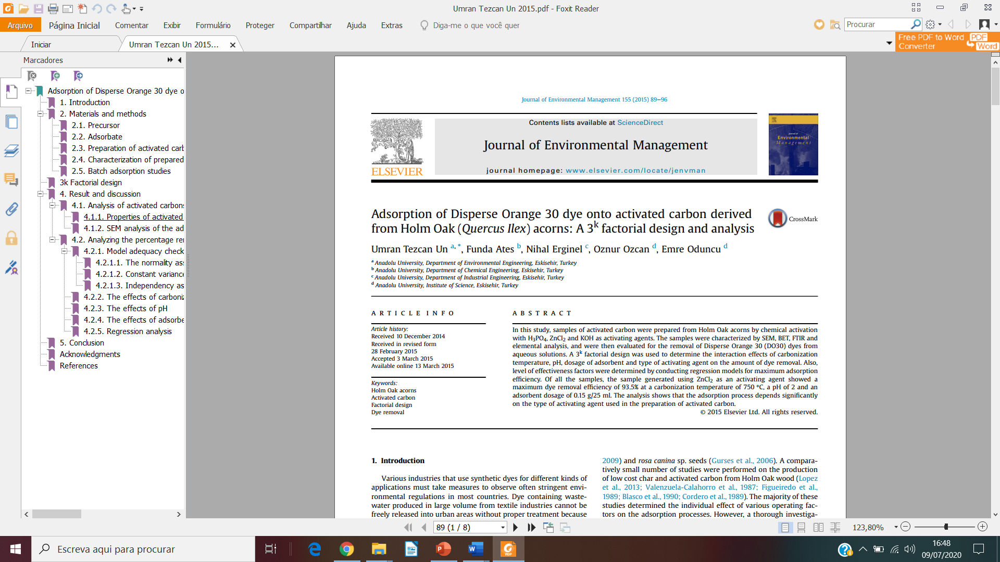 Umran Tezcan Un 2015.pdf - Foxit Reader
Arquivo Página Inicial Comentar Exibir Formulário Proteger Compartilhar Ajuda Extras Diga-me o que você quer Procurar
Iniciar Umran Tezcan Un 2015...
Free PDF to Word Converter PDF Word
Marcadores
Adsorption of Disperse Orange 30 dye o
1. Introduction
2. Materials and methods
2.1. Precursor
2.2. Adsorbate
2.3. Preparation of activated carb
2.4. Characterization of prepared
2.5. Batch adsorption studies
3k Factorial design
4. Result and discussion
4.1. Analysis of activated carbons
4.1.1. Properties of activated
4.1.2. SEM analysis of the ad
4.2. Analyzing the percentage re
4.2.1. Model adequacy check
4.2.1.1. The normality as
4.2.1.2. Constant variance
4.2.1.3. Independency as
4.2.2. The effects of carboniz
4.2.3. The effects of pH
4.2.4. The effects of adsorbe
4.2.5. Regression analysis
5. Conclusion
Acknowledgments
References
Journal of Environmental Management 155 (2015) 89–96
ELSEVIER
Contents lists available at ScienceDirect
Journal of Environmental Management
journal homepage: www.elsevier.com/locate/jenvman
Journal of
Environmental
Management
Adsorption of Disperse Orange 30 dye onto activated carbon derived
from Holm Oak (Quercus Ilex) acorns: A 3k factorial design and analysis
CrossMark
Umran Tezcan Un a, *, Funda Ates b, Nihal Erginel c, Oznur Ozcan d, Emre Oduncu d
a Anadolu University, Department of Environmental Engineering, Eskisehir, Turkey
b Anadolu University, Department of Chemical Engineering, Eskisehir, Turkey
c Anadolu University, Department of Industrial Engineering, Eskisehir, Turkey
d Anadolu University, Institute of Science, Eskisehir, Turkey
ARTICLE INFO
Article history:
Received 10 December 2014
Received in revised form
28 February 2015
Accepted 3 March 2015
Available online 13 March 2015
Keywords:
Holm Oak acorns
Activated carbon
Factorial design
Dye removal
ABSTRACT
In this study, samples of activated carbon were prepared from Holm Oak acorns by chemical activation
with H3PO4, ZnCl2 and KOH as activating agents. The samples were characterized by SEM, BET, FTIR and
elemental analysis, and were then evaluated for the removal of Disperse Orange 30 (DO30) dyes from
aqueous solutions. A 3k factorial design was used to determine the interaction effects of carbonization
temperature, pH, dosage of adsorbent and type of activating agent on the amount of dye removal. Also,
level of effectiveness factors were determined by conducting regression models for maximum adsorption
efficiency. Of all the samples, the sample generated using ZnCl2 as an activating agent showed a
maximum dye removal efficiency of 93.5% at a carbonization temperature of 750 °C, a pH of 2 and an
adsorbent dosage of 0.15 g/25 ml. The analysis shows that the adsorption process depends significantly
on the type of activating agent used in the preparation of activated carbon.
© 2015 Elsevier Ltd. All rights reserved.
1. Introduction
Various industries that use synthetic dyes for different kinds of
applications must take measures to observe often stringent envi-
ronmental regulations in most countries. Dye containing waste-
water produced in large volume from textile industries cannot be
freely released into urban areas without proper treatment because
2009) and rosa canina sp. seeds (Gurses et al., 2006). A compara-
tively small number of studies were performed on the production
of low cost char and activated carbon from Holm Oak wood (Lopez
et al., 2013; Valenzuela-Calahorro et al., 1987; Figueiredo et al.,
1989; Blasco et al., 1990; Cordero et al., 1989). The majority of these
studies determined the individual effect of various operating fac-
tors on the adsorption processes. However, a thorough investiga-
89 (1 / 8)
123,80%
Escreva aqui para procurar
16:48
09/07/2020